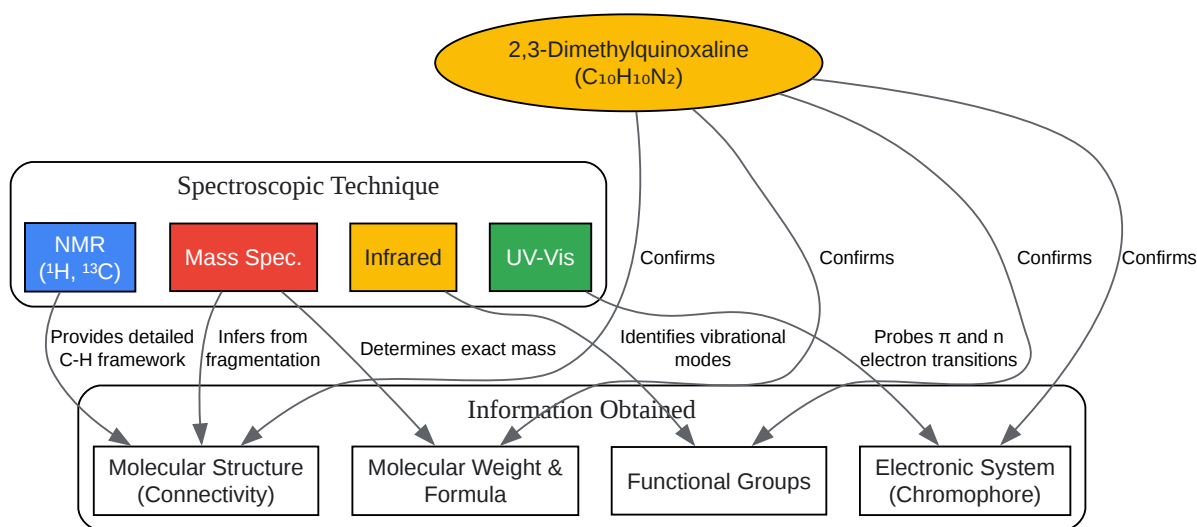 2,3-Dimethylquinoxaline
(C₁₀H₁₀N₂)
Spectroscopic Technique
NMR
(¹H, ¹³C)
Mass Spec.
Infrared
UV-Vis
Confirms
Confirms
Confirms
Confirms
Provides detailed
C-H framework
Infers from
fragmentation
Determines exact mass
Identifies vibrational
modes
Probes π and n
electron transitions
Information Obtained
Molecular Structure
(Connectivity)
Molecular Weight &
Formula
Functional Groups
Electronic System
(Chromophore)